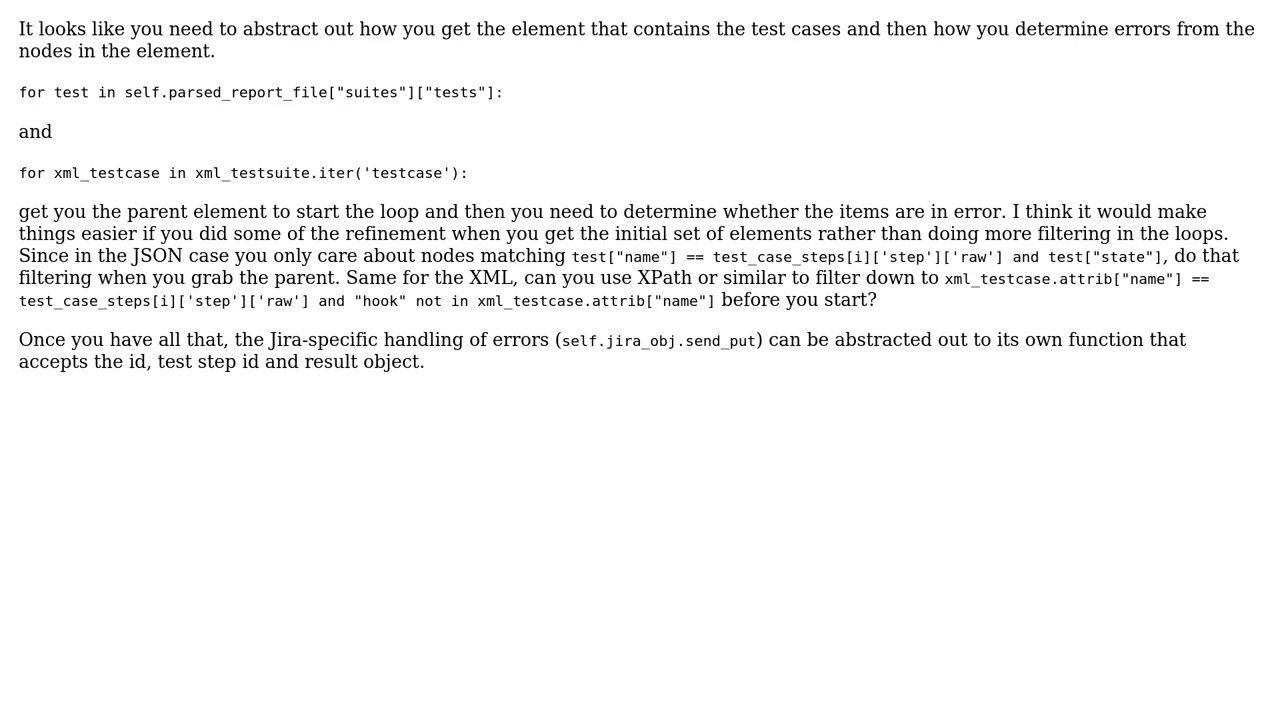 It looks like you need to abstract out how you get the element that contains the test cases and then how you determine errors from the
nodes in the element.
for test in self.parsed_report_file["suites"]["tests"]:
and
for xml_testcase in xml_testsuite.iter('testcase'):
get you the parent element to start the loop and then you need to determine whether the items are in error. I think it would make
things easier if you did some of the refinement when you get the initial set of elements rather than doing more filtering in the loops.
Since in the JSON case you only care about nodes matching test["name"] == test_case_steps[i]['step']['raw'] and test["state"], do that
filtering when you grab the parent. Same for the XML, can you use XPath or similar to filter down to xml_testcase.attrib["name"] ==
test_case_steps[i]['step']['raw'] and "hook" not in xml_testcase.attrib["name"] before you start?
Once you have all that, the Jira-specific handling of errors (self.jira_obj.send_put) can be abstracted out to its own function that
accepts the id, test step id and result object.